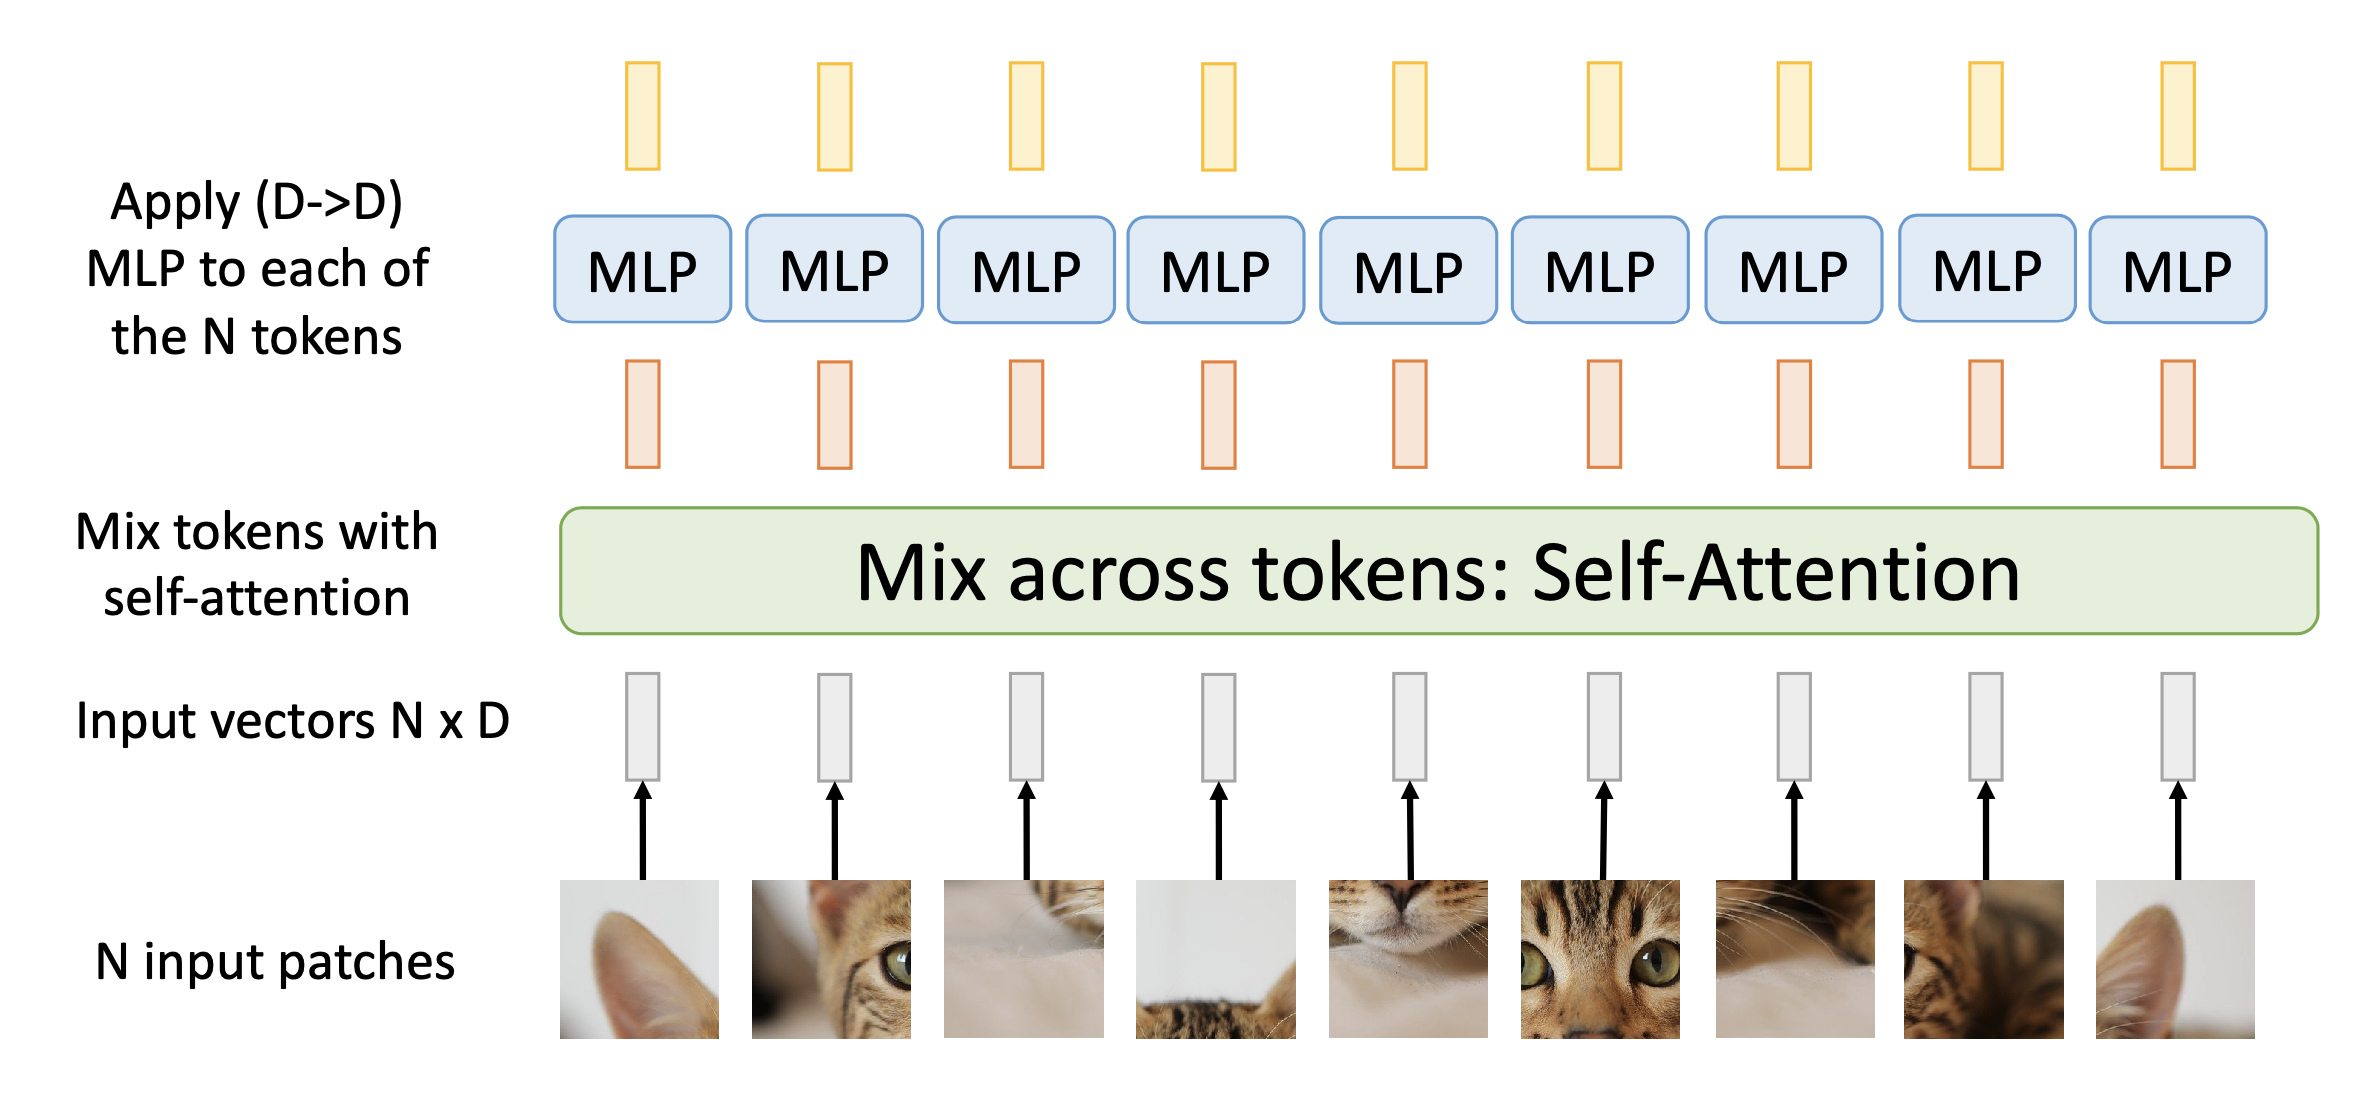 Apply (D->D)
MLP to each of
the N tokens
MLP MLP MLP MLP MLP MLP MLP MLP MLP
Mix tokens with
self-attention
Mix across tokens: Self-Attention
Input vectors N x D
N input patches